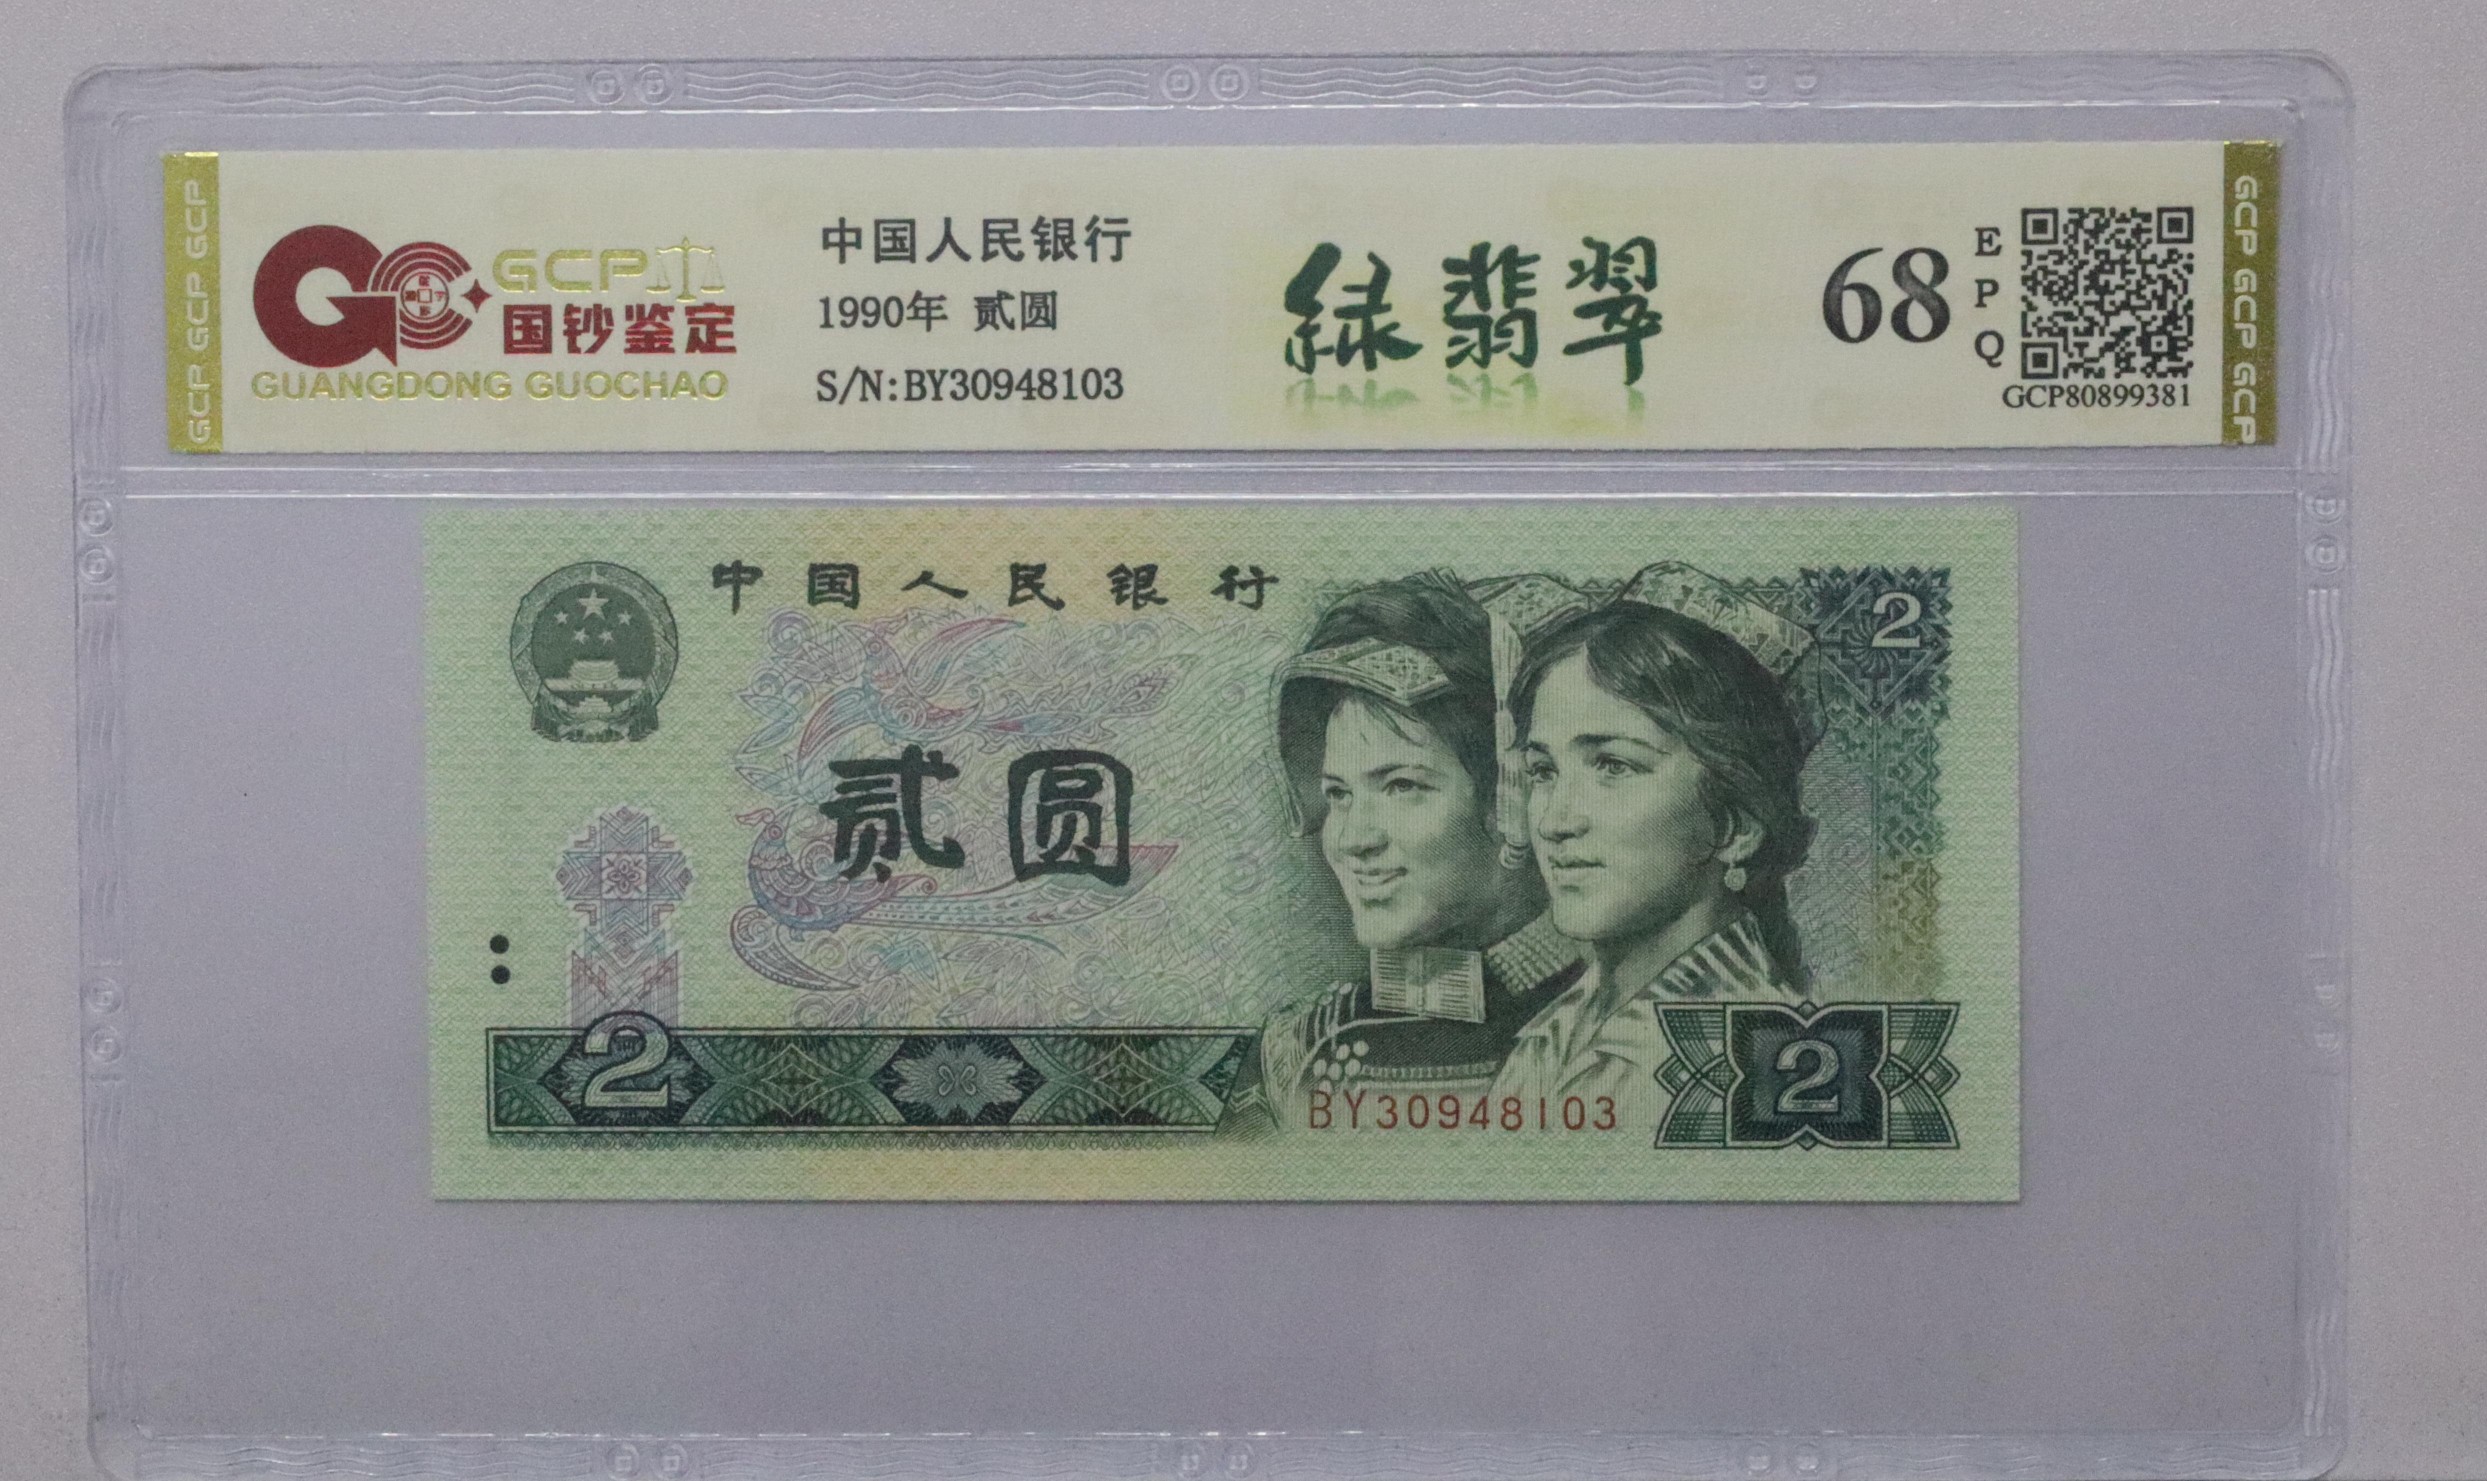 GCP
国钞鉴定
GUANGDONG GUOCHAO
中国人民银行
1990年 贰圆
S/N:BY30948103
绿翡翠
68
EPQ
GCP80899381
GCP GCP GCP
GCP GCP GCP
中国人民银行
2
贰圆
2
2
BY30948103